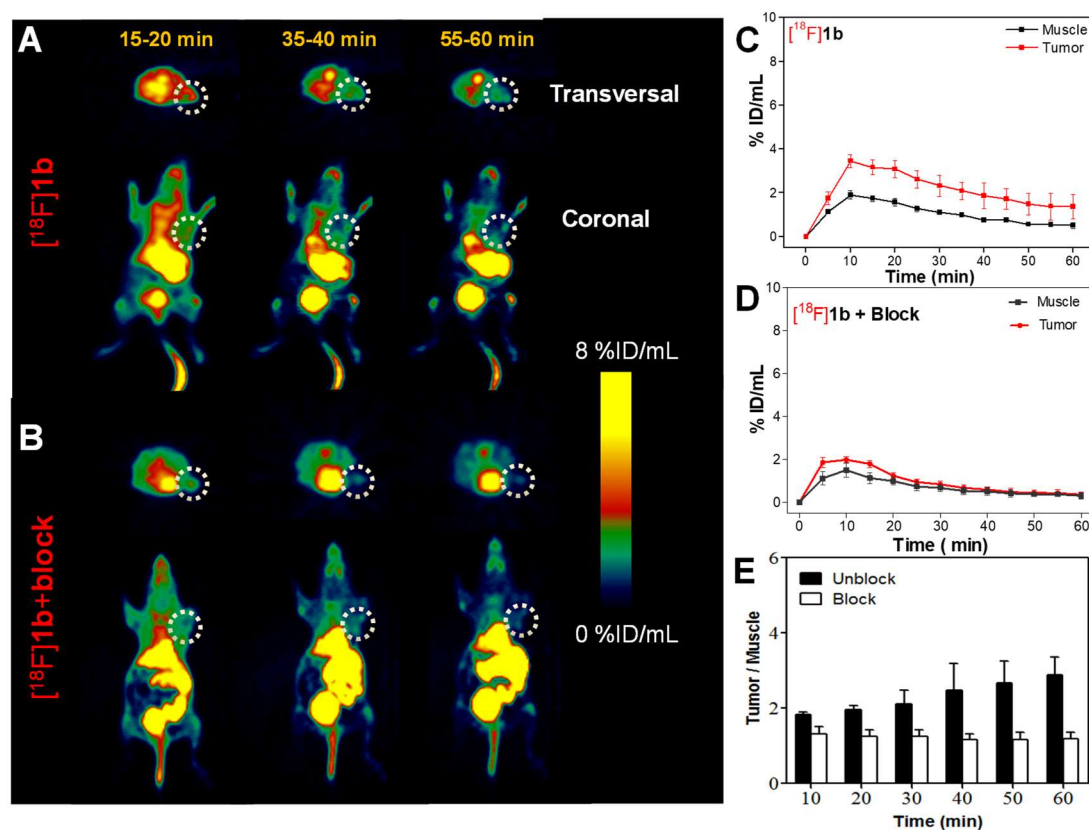 A
15-20 min
35-40 min
55-60 min
Transversal
[18F]1b
Coronal
8 %ID/mL
B
[18F]1b+block
0 %ID/mL
C
[18F]1b
Muscle
Tumor
10
8
6
4
2
0
% ID/mL
0 10 20 30 40 50 60
Time (min)
D
[18F]1b + Block
Muscle
Tumor
10
8
6
4
2
0
% ID/mL
0 10 20 30 40 50 60
Time ( min)
E
Unblock
Block
6
4
2
0
Tumor / Muscle
10 20 30 40 50 60
Time (min)